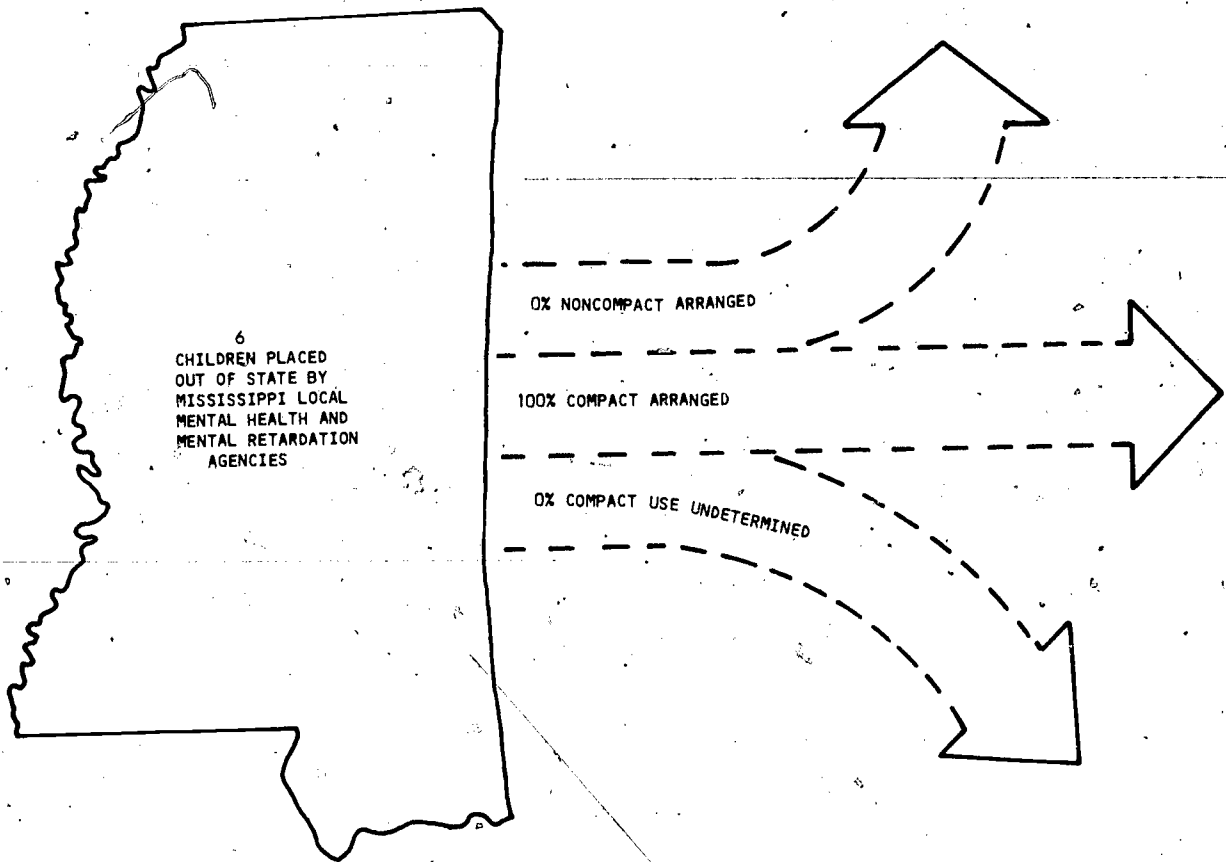 6
CHILDREN PLACED
OUT OF STATE BY
MISSISSIPPI LOCAL
MENTAL HEALTH AND
MENTAL RETARDATION
AGENCIES
0% NONCOMPACT ARRANGED
100% COMPACT ARRANGED
0% COMPACT USE UNDETERMINED